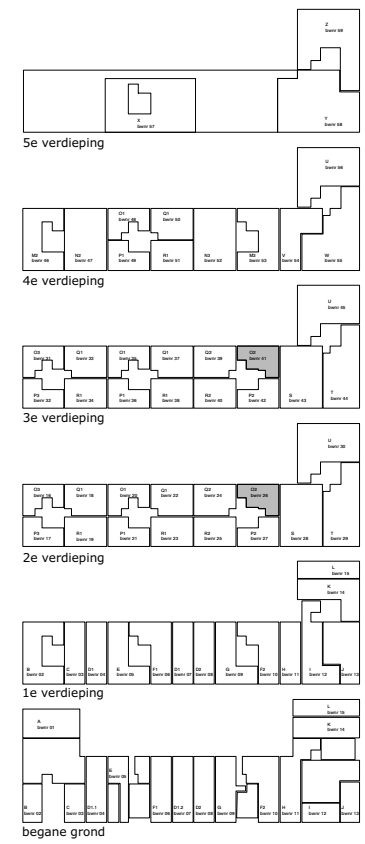 Z
bwnr 59
X
bwnr 57
Y
bwnr 58
5e verdieping
U
bwnr 56
O1
bwnr 48
Q1
bwnr 50
M2
bwnr 46
N2
bwnr 47
P1
bwnr 49
R1
bwnr 51
N3
bwnr 52
M3
bwnr 53
V
bwnr 54
W
bwnr 55
4e verdieping
U
bwnr 45
O3
bwnr 31
Q1
bwnr 33
O1
bwnr 35
Q1
bwnr 37
Q2
bwnr 39
O2
bwnr 41
P3
bwnr 32
R1
bwnr 34
P1
bwnr 36
R1
bwnr 38
R2
bwnr 40
P2
bwnr 42
S
bwnr 43
T
bwnr 44
3e verdieping
U
bwnr 30
O3
bwnr 16
Q1
bwnr 18
O1
bwnr 20
Q1
bwnr 22
Q2
bwnr 24
O2
bwnr 26
P3
bwnr 17
R1
bwnr 19
P1
bwnr 21
R1
bwnr 23
R2
bwnr 25
P2
bwnr 27
S
bwnr 28
T
bwnr 29
2e verdieping
L
bwnr 15
K
bwnr 14
B
bwnr 02
C
bwnr 03
D1
bwnr 04
E
bwnr 05
F1
bwnr 06
D1
bwnr 07
D2
bwnr 08
G
bwnr 09
F2
bwnr 10
H
bwnr 11
I
bwnr 12
J
bwnr 13
1e verdieping
L
bwnr 15
A
bwnr 01
K
bwnr 14
E
bwnr 05
B
bwnr 02
C
bwnr 03
D1.1
bwnr 04
F1
bwnr 06
D1.2
bwnr 07
D2
bwnr 08
G
bwnr 09
F2
bwnr 10
H
bwnr 11
I
bwnr 12
J
bwnr 13
begane grond